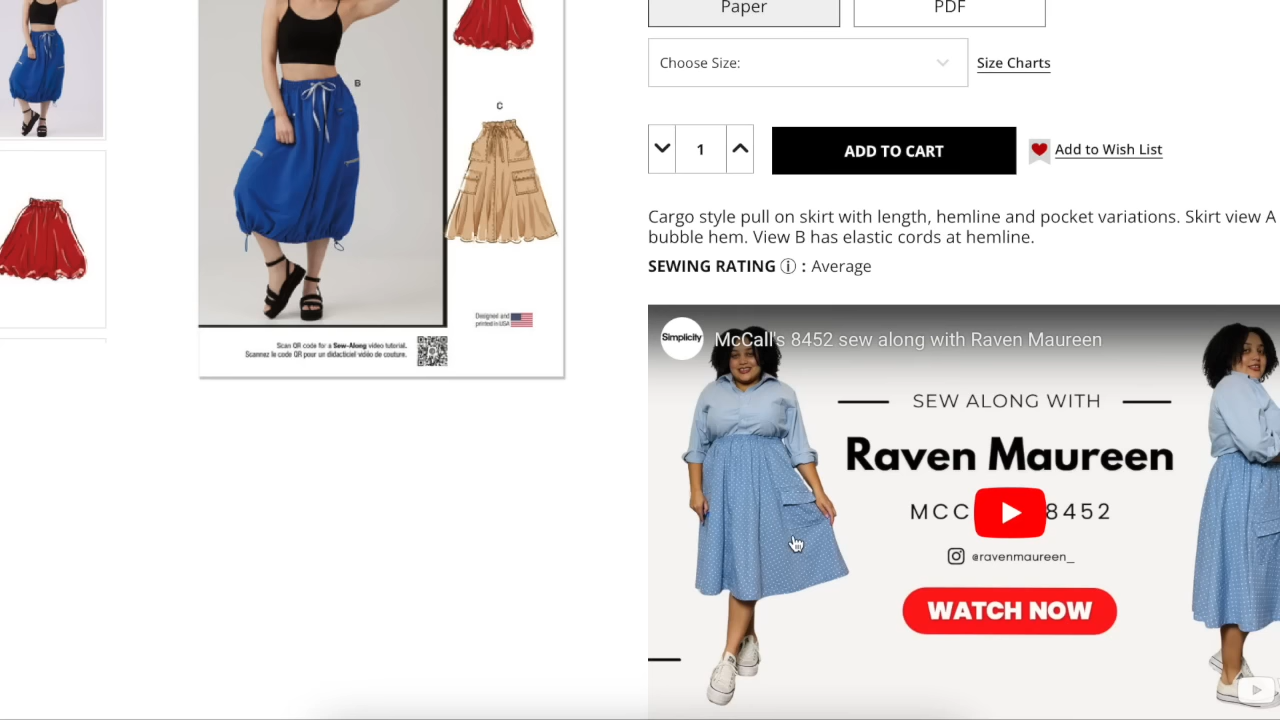 Paper
PDF
Choose Size:
Size Charts
B
C
1
ADD TO CART
Add to Wish List
Cargo style pull on skirt with length, hemline and pocket variations. Skirt view A
bubble hem. View B has elastic cords at hemline.
SEWING RATING ⓘ : Average
Designed and
printed in USA
Scan QR code for a Sew-Along video tutorial.
Scannez le code QR pour un didacticiel vidéo de couture.
Simplicity
McCall's 8452 sew along with Raven Maureen
SEW ALONG WITH
Raven Maureen
MCC 8452
@ravenmaureen_
WATCH NOW